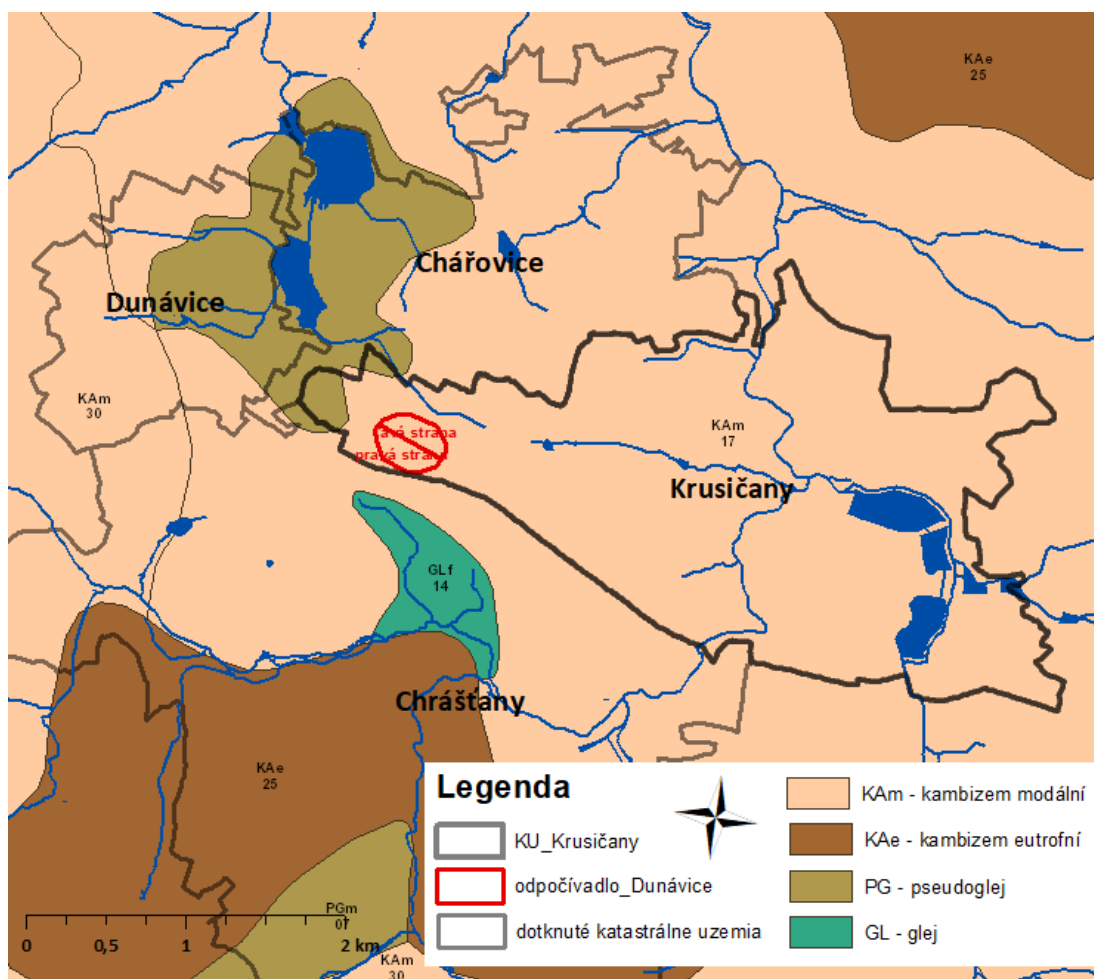 KAe
25
Chářovice
Dunávice
KAm
30
pravá strana
KAm
17
Krusičany
GLf
14
Chrášťany
KAe
25
PGm
KAm
30
0 0,5 1 2 km
Legenda
KU_Krusičany
odpočívadlo_Dunávice
dotknuté katastrálne uzemia
KAm - kambizem modální
KAe - kambizem eutrofní
PG - pseudoglej
GL - glej